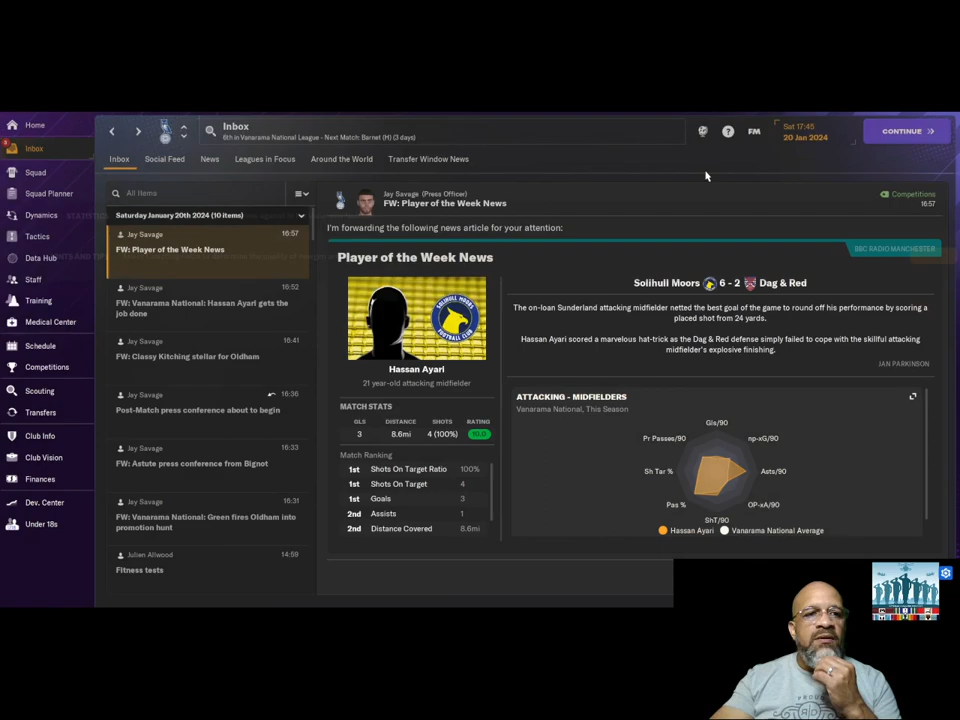 Home
Inbox
Squad
Squad Planner
Dynamics
Tactics
Data Hub
Staff
Training
Medical Center
Schedule
Competitions
Scouting
Transfers
Club Info
Club Vision
Finances
Dev. Center
Under 18s
Inbox
6th in Vanarama National League - Next Match: Barnet (H) (3 days)
FM
Sat 17:45
20 Jan 2024
CONTINUE
Inbox
Social Feed
News
Leagues in Focus
Around the World
Transfer Window News
All Items
Saturday January 20th 2024 (10 items)
Jay Savage
16:57
FW: Player of the Week News
Jay Savage
16:52
FW: Vanarama National: Hassan Ayari gets the
job done
Jay Savage
16:41
FW: Classy Kitching stellar for Oldham
Jay Savage
16:36
Post-Match press conference about to begin
Jay Savage
16:33
FW: Astute press conference from Bignot
Jay Savage
16:31
FW: Vanarama National: Green fires Oldham into
promotion hunt
Julien Allwood
14:59
Fitness tests
Jay Savage (Press Officer)
FW: Player of the Week News
Competitions
16:57
I'm forwarding the following news article for your attention:
BBC RADIO MANCHESTER
Player of the Week News
SOLIHULL MOORS
FOOTBALL CLUB
Hassan Ayari
21 year-old attacking midfielder
MATCH STATS
GLS DISTANCE SHOTS RATING
3 8.6mi 4 (100%) 10.0
Match Ranking
1st Shots On Target Ratio 100%
1st Shots On Target 4
1st Goals 3
2nd Assists 1
2nd Distance Covered 8.6mi
Solihull Moors 6 - 2 Dag & Red
The on-loan Sunderland attacking midfielder netted the best goal of the game to round off his performance by scoring a
placed shot from 24 yards.
Hassan Ayari scored a marvelous hat-trick as the Dag & Red defense simply failed to cope with the skillful attacking
midfielder's explosive finishing.
JAN PARKINSON
ATTACKING - MIDFIELDERS
Vanarama National, This Season
Gls/90
Pr Passes/90
np-xG/90
Sh Tar %
Asts/90
Pas %
OP-xA/90
ShT/90
Hassan Ayari
Vanarama National Average